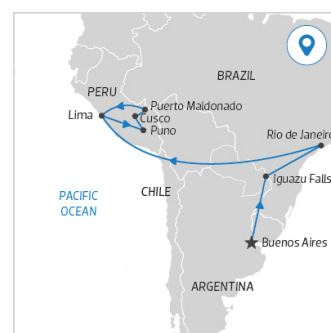 BRAZIL
PERU
Puerto Maldonado
Lima
Cusco
Puno
Rio de Janeiro
Iguazu Falls
CHILE
PACIFIC
OCEAN
Buenos Aires
ARGENTINA